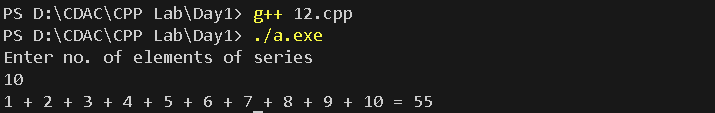 PS D:\CDAC\CPP Lab\Day1> g++ 12.cpp
PS D:\CDAC\CPP Lab\Day1> ./a.exe
Enter no. of elements of series
10
1 + 2 + 3 + 4 + 5 + 6 + 7 + 8 + 9 + 10 = 55